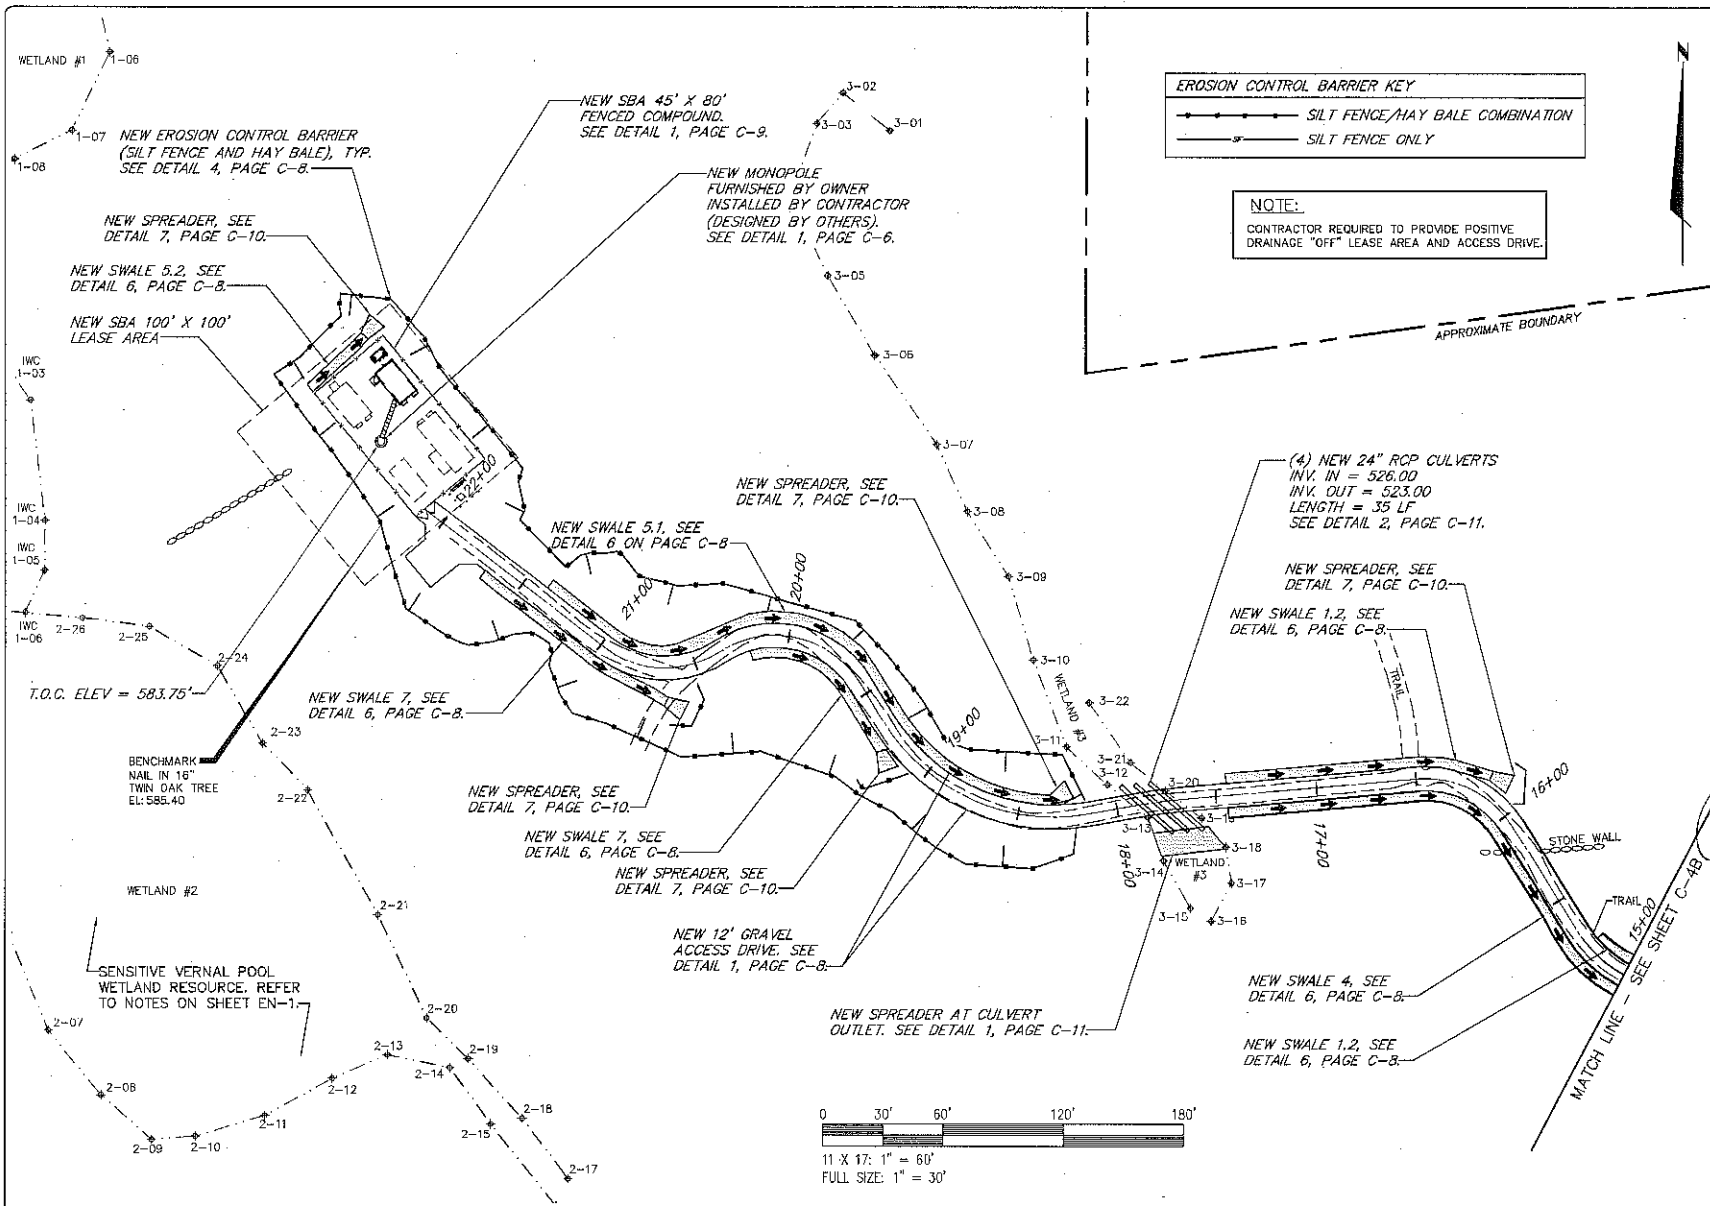 WETLAND #1
1-06
1-07
1-08
NEW EROSION CONTROL BARRIER
(SILT FENCE AND HAY BALE), TYP.
SEE DETAIL 4, PAGE C-8.
NEW SBA 45' X 80'
FENCED COMPOUND.
SEE DETAIL 1, PAGE C-9.
3-02
3-03
3-01
EROSION CONTROL BARRIER KEY
SILT FENCE/HAY BALE COMBINATION
SF
SILT FENCE ONLY
N
NEW MONOPOLE
FURNISHED BY OWNER
INSTALLED BY CONTRACTOR
(DESIGNED BY OTHERS).
SEE DETAIL 1, PAGE C-6.
NOTE:
CONTRACTOR REQUIRED TO PROVIDE POSITIVE
DRAINAGE "OFF" LEASE AREA AND ACCESS DRIVE.
NEW SPREADER, SEE
DETAIL 7, PAGE C-10.
NEW SWALE 5.2, SEE
DETAIL 6, PAGE C-8.
NEW SBA 100' X 100'
LEASE AREA
3-05
3-06
APPROXIMATE BOUNDARY
IWC
1-03
3-07
22+00
NEW SPREADER, SEE
DETAIL 7, PAGE C-10.
(4) NEW 24" RCP CULVERTS
INV. IN = 526.00
INV. OUT = 523.00
LENGTH = 35 LF
SEE DETAIL 2, PAGE C-11.
IWC
1-04
IWC
1-05
3-08
NEW SWALE 5.1, SEE
DETAIL 6 ON PAGE C-8
3-09
NEW SPREADER, SEE
DETAIL 7, PAGE C-10.
IWC
1-06
2-26
2-25
2-24
21+00
20+00
NEW SWALE 1.2, SEE
DETAIL 6, PAGE C-8.
3-10
WETLAND #3
3-22
TRAIL
T.O.C. ELEV = 583.75'
NEW SWALE 7, SEE
DETAIL 6, PAGE C-8.
2-23
19+00
3-11
3-21
3-12
3-20
BENCHMARK
NAIL IN 16"
TWIN OAK TREE
EL: 585.40
2-22
NEW SPREADER, SEE
DETAIL 7, PAGE C-10.
16+00
3-13
3-19
NEW SWALE 7, SEE
DETAIL 6, PAGE C-8.
18+00
17+00
3-18
STONE WALL
3-14
WETLAND
#3
NEW SPREADER, SEE
DETAIL 7, PAGE C-10.
3-17
WETLAND #2
3-15
3-16
TRAIL
15+00
2-21
NEW 12' GRAVEL
ACCESS DRIVE. SEE
DETAIL 1, PAGE C-8.
MATCH LINE - SEE SHEET C-4B
SENSITIVE VERNAL POOL
WETLAND RESOURCE. REFER
TO NOTES ON SHEET EN-1.
NEW SWALE 4, SEE
DETAIL 6, PAGE C-8.
2-20
NEW SPREADER AT CULVERT
OUTLET. SEE DETAIL 1, PAGE C-11.
2-07
2-19
2-13
2-14
NEW SWALE 1.2, SEE
DETAIL 6, PAGE C-8.
2-12
2-08
2-11
2-18
2-09
2-10
2-15
2-17
0 30' 60' 120' 180'
11 X 17: 1" = 60'
FULL SIZE: 1" = 30'